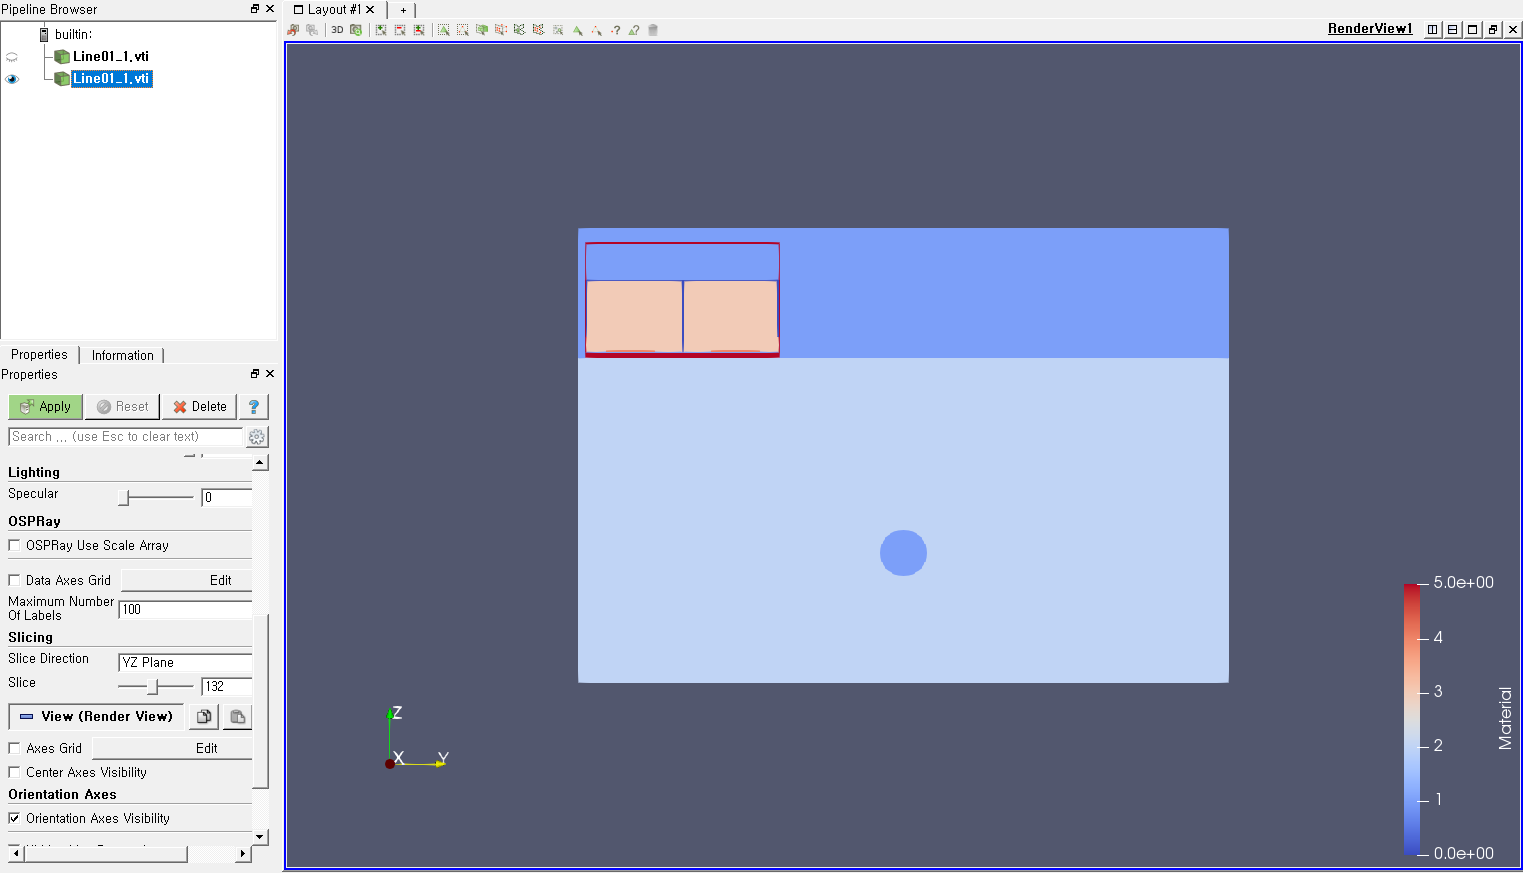 Pipeline Browser
builtin:
Line01_1.vti
Line01_1.vti
Properties
Information
Properties
Apply
Reset
Delete
?
Search ... (use Esc to clear text)
Lighting
Specular
0
OSPRay
OSPRay Use Scale Array
Data Axes Grid
Edit
Maximum Number
Of Labels
100
Slicing
Slice Direction
YZ Plane
Slice
132
View (Render View)
Axes Grid
Edit
Center Axes Visibility
Orientation Axes
Orientation Axes Visibility
Layout #1
+
3D
RenderView1
Z
X
Y
5.0e+00
4
3
2
1
0.0e+00
Material